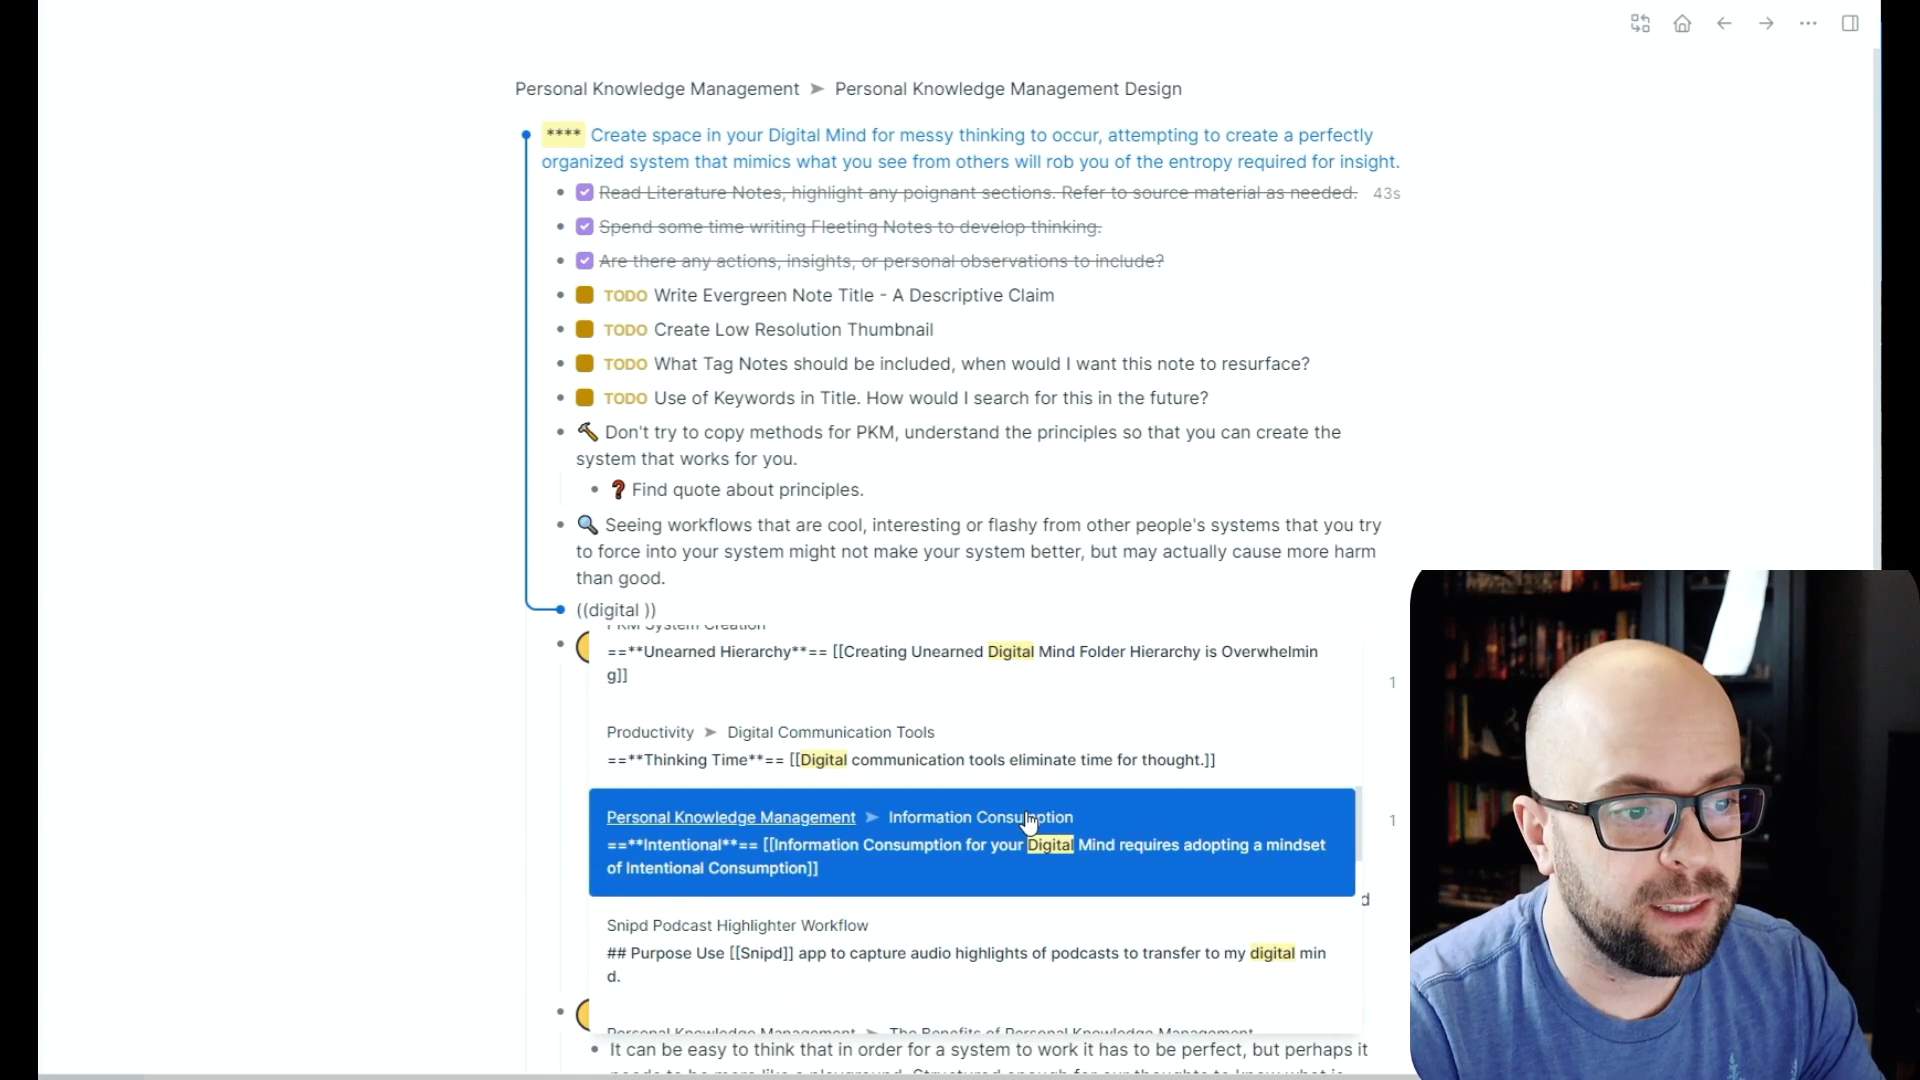 Personal Knowledge Management ➤ Personal Knowledge Management Design
**** Create space in your Digital Mind for messy thinking to occur, attempting to create a perfectly
organized system that mimics what you see from others will rob you of the entropy required for insight.
Read Literature Notes, highlight any poignant sections. Refer to source material as needed. 43s
Spend some time writing Fleeting Notes to develop thinking.
Are there any actions, insights, or personal observations to include?
TODO Write Evergreen Note Title - A Descriptive Claim
TODO Create Low Resolution Thumbnail
TODO What Tag Notes should be included, when would I want this note to resurface?
TODO Use of Keywords in Title. How would I search for this in the future?
🔨 Don't try to copy methods for PKM, understand the principles so that you can create the
system that works for you.
❓ Find quote about principles.
🔍 Seeing workflows that are cool, interesting or flashy from other people's systems that you try
to force into your system might not make your system better, but may actually cause more harm
than good.
((digital ))
PKM System Creation
==**Unearned Hierarchy**== [[Creating Unearned Digital Mind Folder Hierarchy is Overwhelmin
g]]
1
Productivity ➤ Digital Communication Tools
==**Thinking Time**== [[Digital communication tools eliminate time for thought.]]
Personal Knowledge Management ➤ Information Consumption
1
==**Intentional**== [[Information Consumption for your Digital Mind requires adopting a mindset
of Intentional Consumption]]
d
Snipd Podcast Highlighter Workflow
## Purpose Use [[Snipd]] app to capture audio highlights of podcasts to transfer to my digital min
d.
Personal Knowledge Management ➤ The Benefits of Personal Knowledge Management
It can be easy to think that in order for a system to work it has to be perfect, but perhaps it